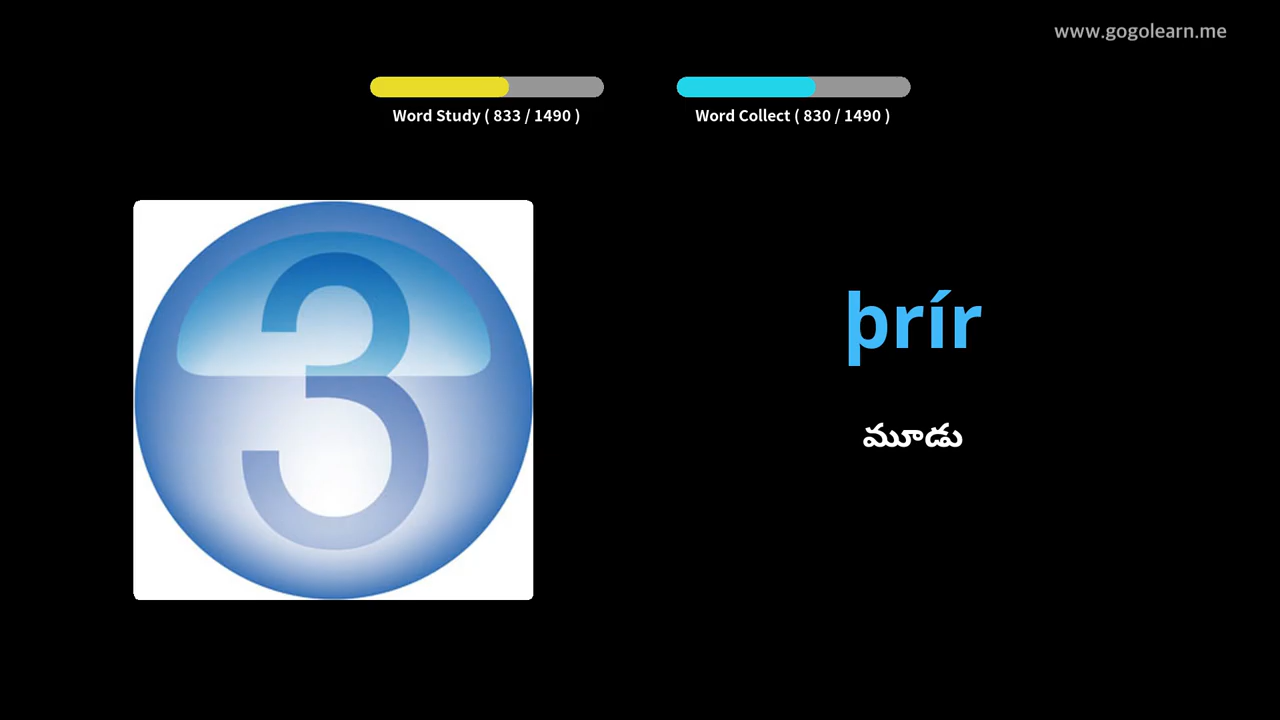 www.gogolearn.me
Word Study ( 833 / 1490 )
Word Collect ( 830 / 1490 )
3
þrír
మూడు